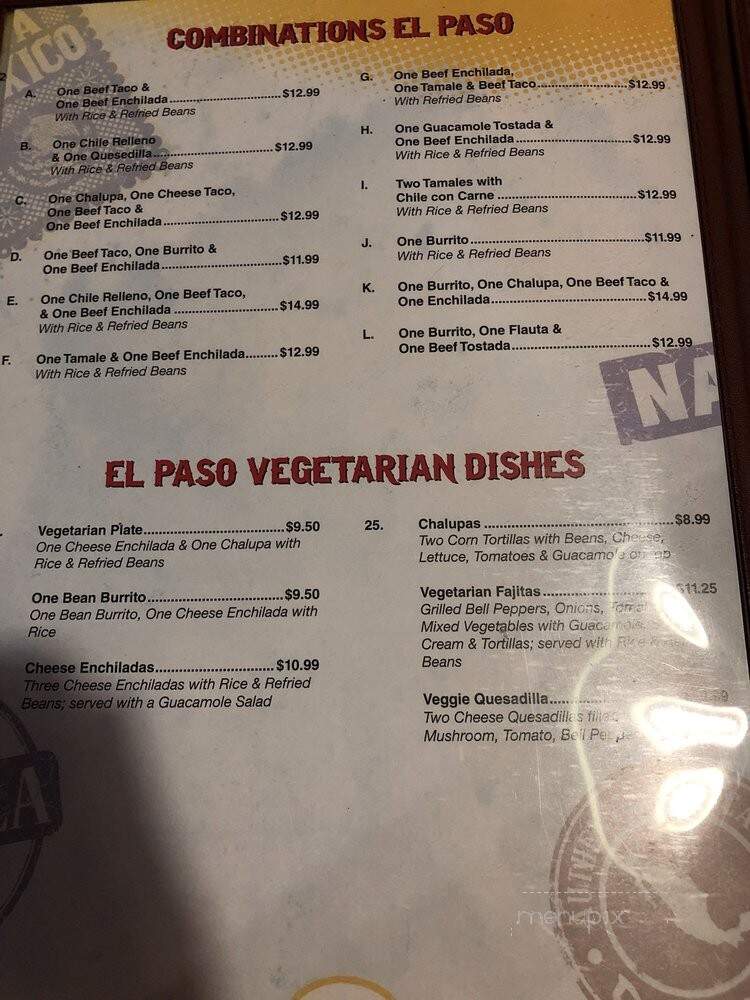 COMBINATIONS EL PASO
A. One Beef Taco &
One Beef Enchilada..............................$12.99
With Rice & Refried Beans
B. One Chile Relleno
& One Quesedilla..............................$12.99
With Rice & Refried Beans
C. One Chalupa, One Cheese Taco,
One Beef Taco &
One Beef Enchilada..............................$12.99
D. One Beef Taco, One Burrito &
One Beef Enchilada..............................$11.99
E. One Chile Relleno, One Beef Taco,
& One Beef Enchilada ..............................$14.99
With Rice & Refried Beans
F. One Tamale & One Beef Enchilada.........$12.99
With Rice & Refried Beans
G. One Beef Enchilada,
One Tamale & Beef Taco.......................$12.99
With Refried Beans
H. One Guacamole Tostada &
One Beef Enchilada..............................$12.99
With Rice & Refried Beans
I. Two Tamales with
Chile con Carne ..............................$12.99
With Rice & Refried Beans
J. One Burrito..........................................$11.99
With Rice & Refried Beans
K. One Burrito, One Chalupa, One Beef Taco &
One Enchilada......................................$14.99
L. One Burrito, One Flauta &
One Beef Tostada..................................$12.99
XICO
NA
EL PASO VEGETARIAN DISHES
Vegetarian Plate..................................$9.50
One Cheese Enchilada & One Chalupa with
Rice & Refried Beans
One Bean Burrito..................................$9.50
One Bean Burrito, One Cheese Enchilada with
Rice
Cheese Enchiladas............................$10.99
Three Cheese Enchiladas with Rice & Refried
Beans; served with a Guacamole Salad
25. Chalupas ..............................................$8.99
Two Corn Tortillas with Beans, Cheese,
Lettuce, Tomatoes & Guacamole on top
Vegetarian Fajitas................................$11.25
Grilled Bell Peppers, Onions,
Mixed Vegetables with
Cream & Tortillas; served with Rice
Beans
Veggie Quesadilla
Two Cheese Quesadillas
Mushroom, Tomato, Bell
LA
menupix